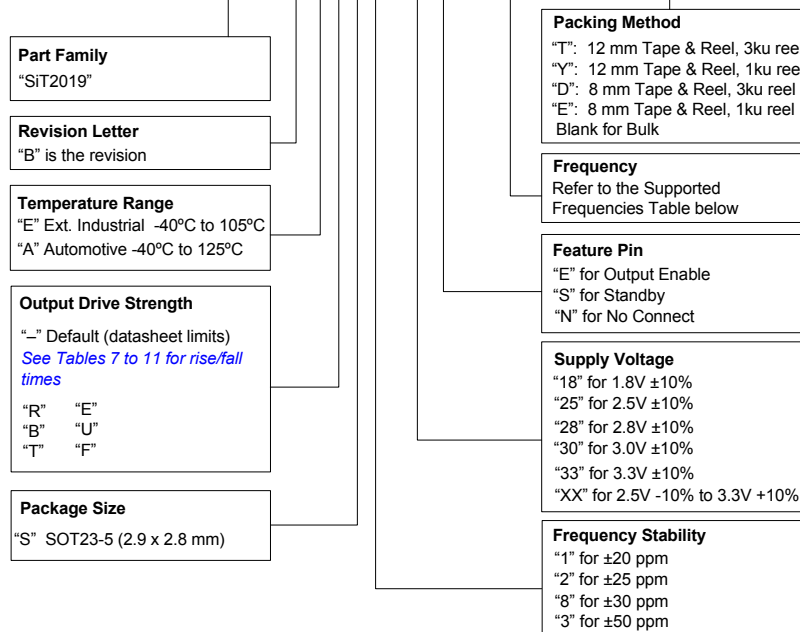 Part Family
“SiT2019”
Revision Letter
“B” is the revision
Temperature Range
“E” Ext. Industrial -40ºC to 105ºC
“A” Automotive -40ºC to 125ºC
Output Drive Strength
“–” Default (datasheet limits)
See Tables 7 to 11 for rise/fall
times
“R” “E”
“B” “U”
“T” “F”
Package Size
“S” SOT23-5 (2.9 x 2.8 mm)
Packing Method
“T”: 12 mm Tape & Reel, 3ku ree
“Y”: 12 mm Tape & Reel, 1ku ree
“D”: 8 mm Tape & Reel, 3ku reel
“E”: 8 mm Tape & Reel, 1ku reel
Blank for Bulk
Frequency
Refer to the Supported
Frequencies Table below
Feature Pin
“E” for Output Enable
“S” for Standby
“N” for No Connect
Supply Voltage
“18” for 1.8V ±10%
“25” for 2.5V ±10%
“28” for 2.8V ±10%
“30” for 3.0V ±10%
“33” for 3.3V ±10%
“XX” for 2.5V -10% to 3.3V +10%
Frequency Stability
“1” for ±20 ppm
“2” for ±25 ppm
“8” for ±30 ppm
“3” for ±50 ppm